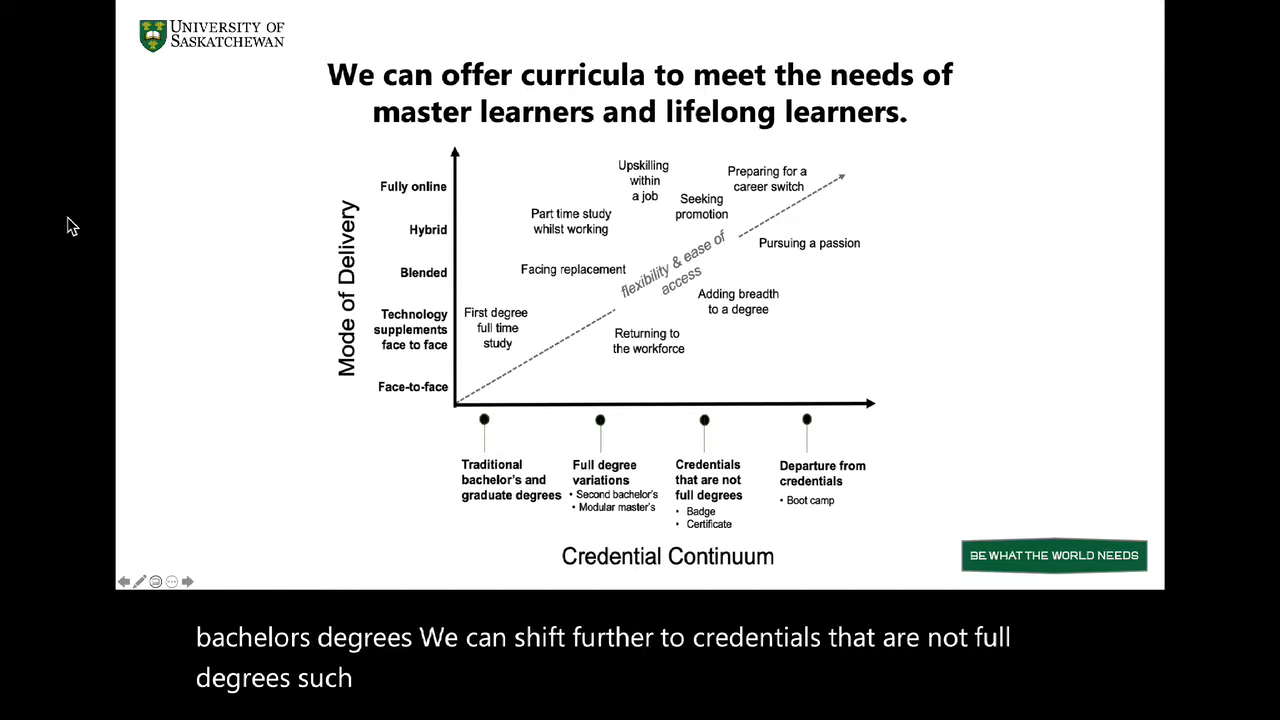 UNIVERSITY OF
SASKATCHEWAN
We can offer curricula to meet the needs of
master learners and lifelong learners.
Mode of Delivery
Fully online
Hybrid
Blended
Technology
supplements
face to face
Face-to-face
Upskilling
within
a job
Preparing for a
career switch
Seeking
promotion
Part time study
whilst working
Pursuing a passion
flexibility & ease of
access
Facing replacement
Adding breadth
to a degree
First degree
full time
study
Returning to
the workforce
Traditional
bachelor's and
graduate degrees
Full degree
variations
• Second bachelor's
• Modular master's
Credentials
that are not
full degrees
• Badge
• Certificate
Departure from
credentials
• Boot camp
Credential Continuum
BE WHAT THE WORLD NEEDS
bachelors degrees We can shift further to credentials that are not full
degrees such